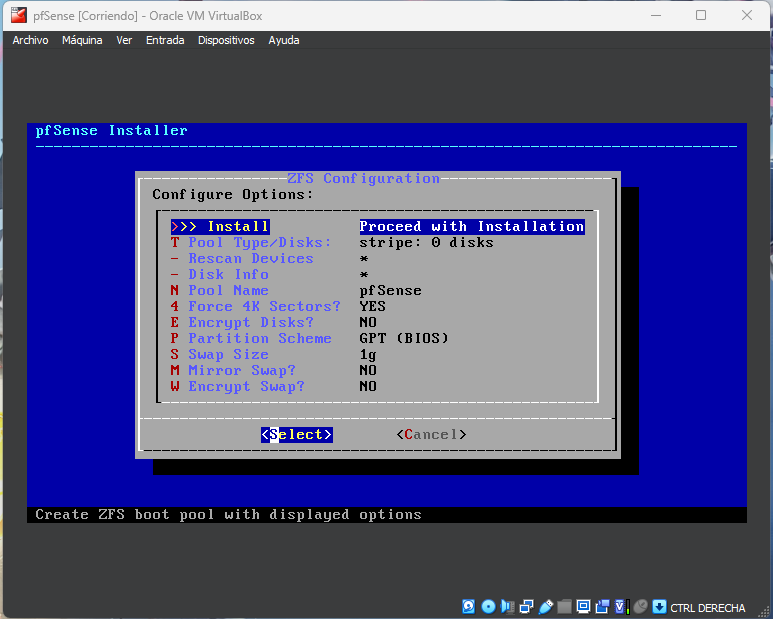 pfSense [Corriendo] - Oracle VM VirtualBox
Archivo Máquina Ver Entrada Dispositivos Ayuda
pfSense Installer
ZFS Configuration
Configure Options:
>>> Install Proceed with Installation
T Pool Type/Disks: stripe: 0 disks
- Rescan Devices *
- Disk Info *
N Pool Name pfSense
4 Force 4K Sectors? YES
E Encrypt Disks? NO
P Partition Scheme GPT (BIOS)
S Swap Size 1g
M Mirror Swap? NO
W Encrypt Swap? NO
<Select> <Cancel>
Create ZFS boot pool with displayed options
CTRL DERECHA